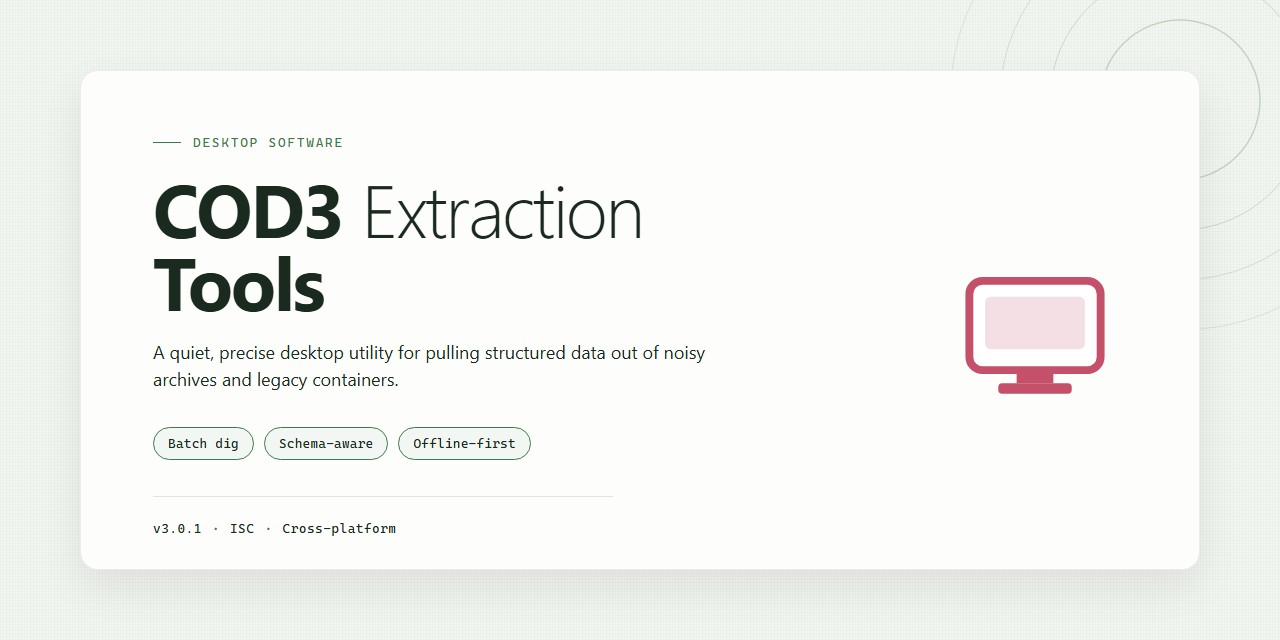 DESKTOP SOFTWARE
COD3 Extraction
Tools
A quiet, precise desktop utility for pulling structured data out of noisy
archives and legacy containers.
Batch dig Schema-aware Offline-first
v3.0.1 · ISC · Cross-platform